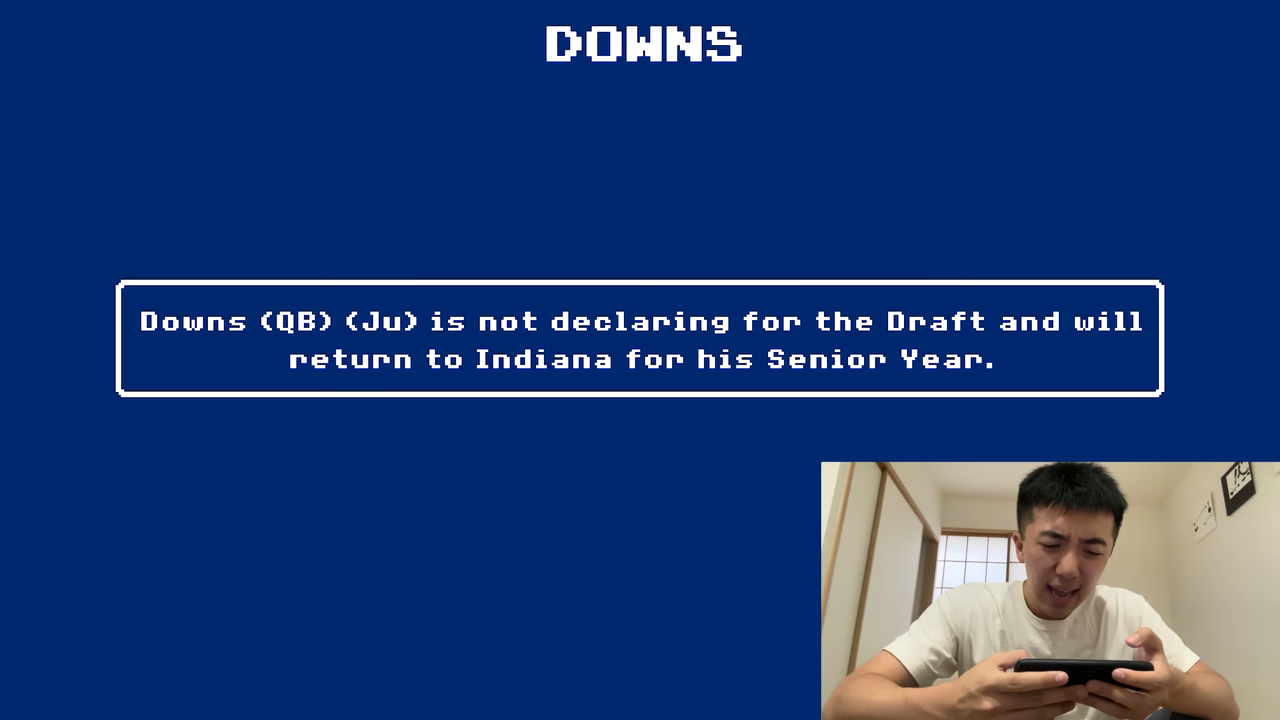 DOWNS
Downs (QB) (Ju) is not declaring for the Draft and will
return to Indiana for his Senior Year.